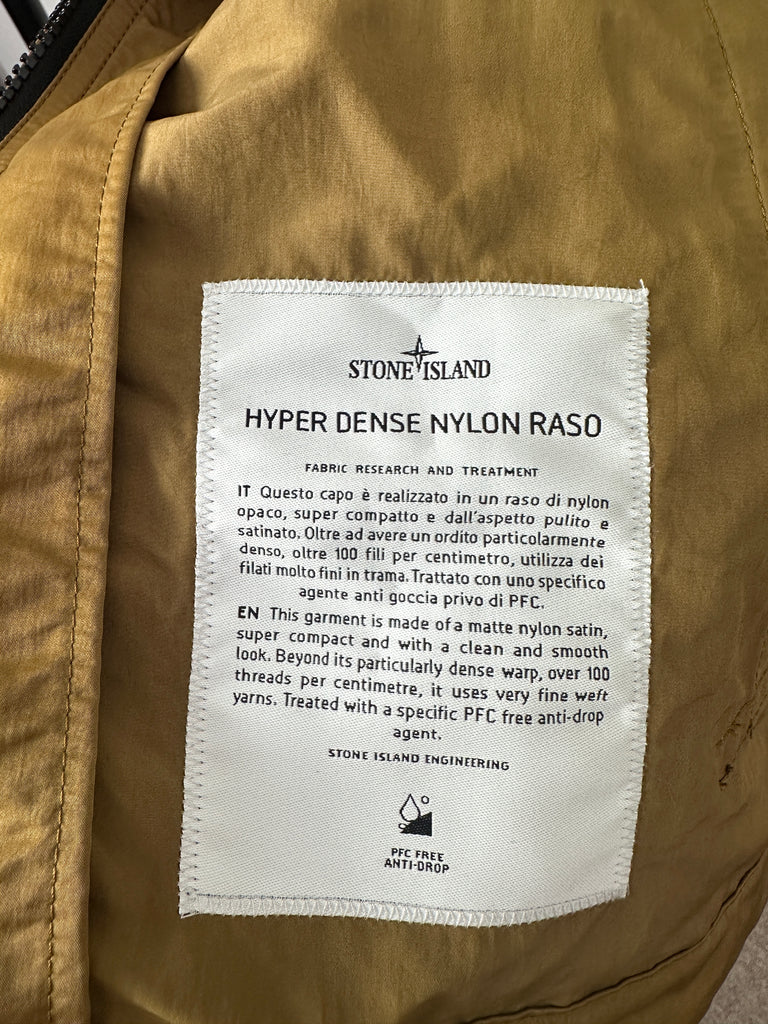 STONE ISLAND
HYPER DENSE NYLON RASO
FABRIC RESEARCH AND TREATMENT
IT Questo capo è realizzato in un raso di nylon
opaco, super compatto e dall'aspetto pulito e
satinato. Oltre ad avere un ordito particolarmente
denso, oltre 100 fili per centimetro, utilizza dei
filati molto fini in trama. Trattato con uno specifico
agente anti goccia privo di PFC.
EN This garment is made of a matte nylon satin,
super compact and with a clean and smooth
look. Beyond its particularly dense warp, over 100
threads per centimetre, it uses very fine weft
yarns. Treated with a specific PFC free anti-drop
agent.
STONE ISLAND ENGINEERING
PFC FREE
ANTI-DROP